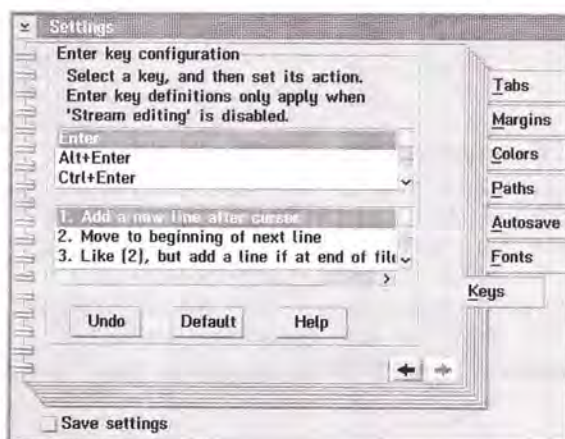 Settings
Enter key configuration
Select a key, and then set its action.
Enter key definitions only apply when
'Stream editing' is disabled.
Enter
Alt+Enter
Ctrl+Enter
1. Add a new line after cursor
2. Move to beginning of next line
3. Like (2), but add a line if at end of file
Undo
Default
Help
Tabs
Margins
Colors
Paths
Autosave
Fonts
Keys
Save settings